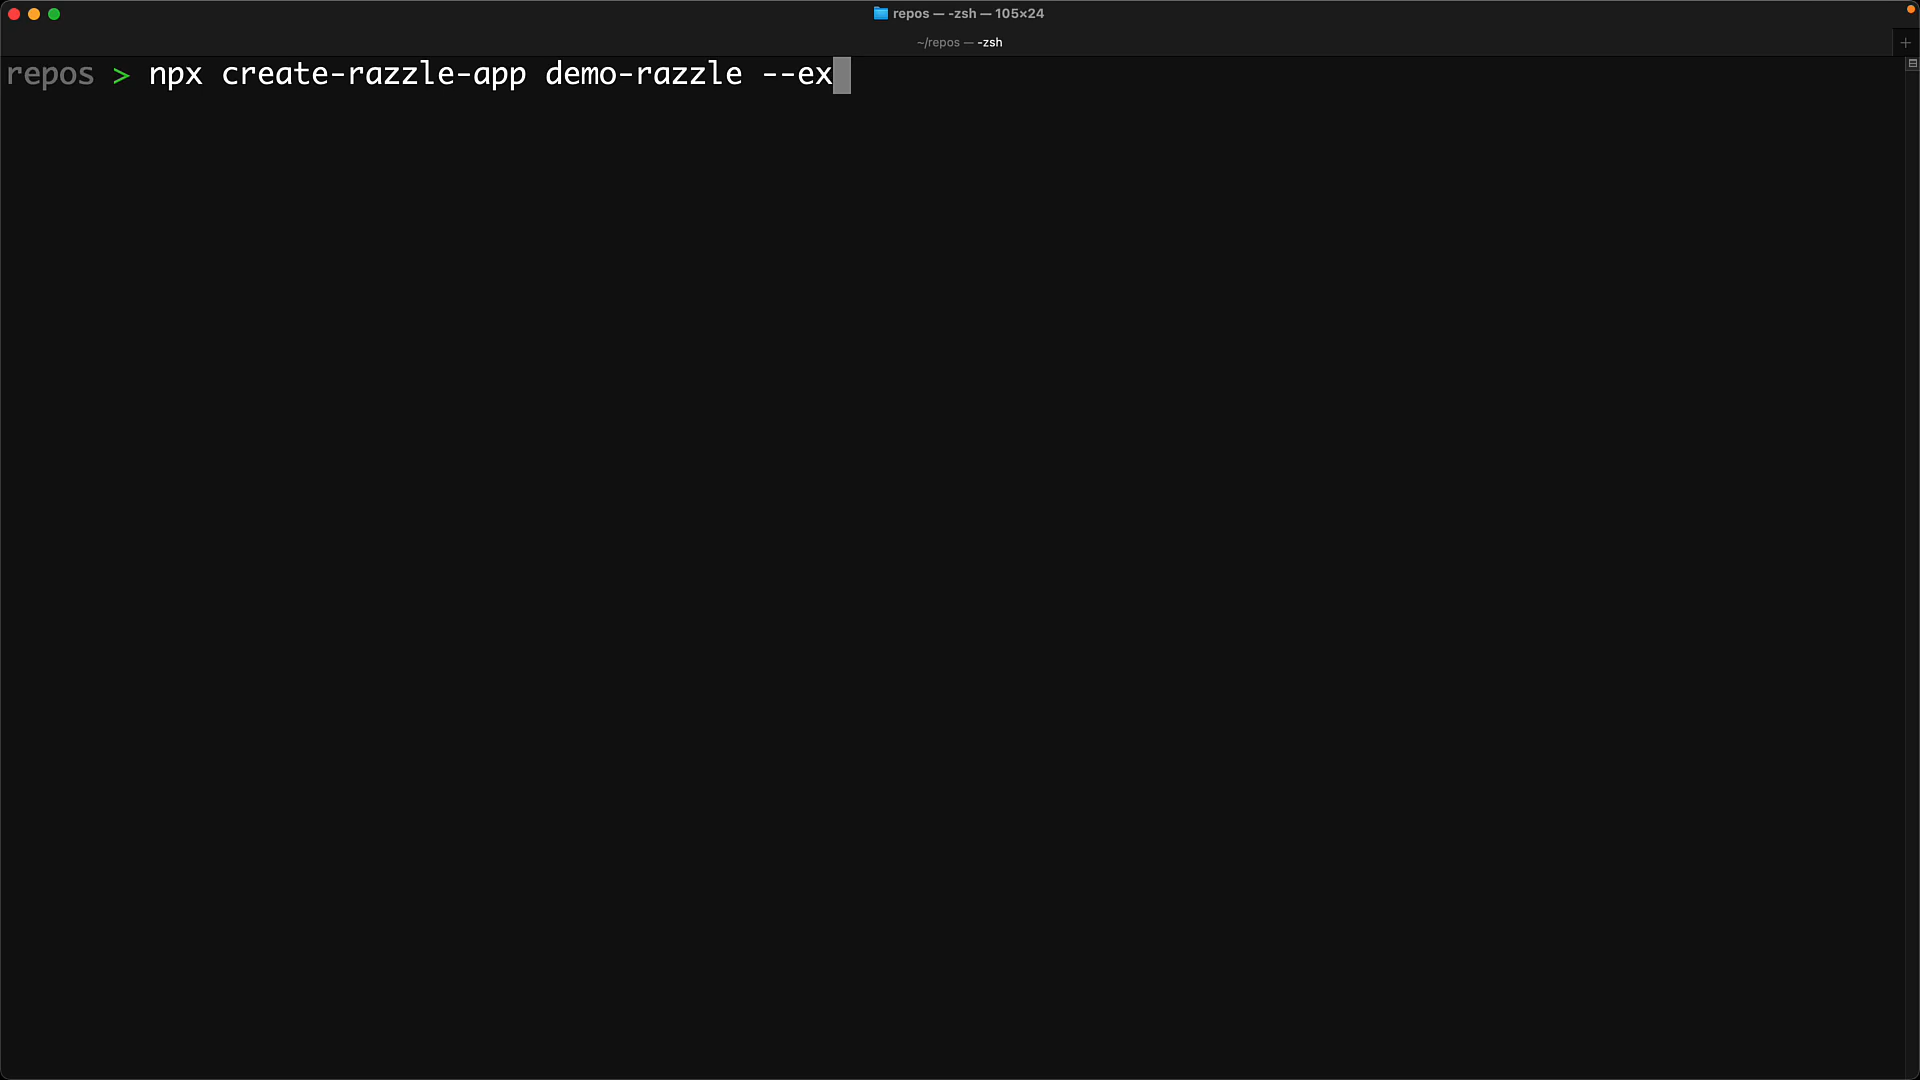 repos — -zsh — 105×24
~/repos — -zsh
repos > npx create-razzle-app demo-razzle --ex